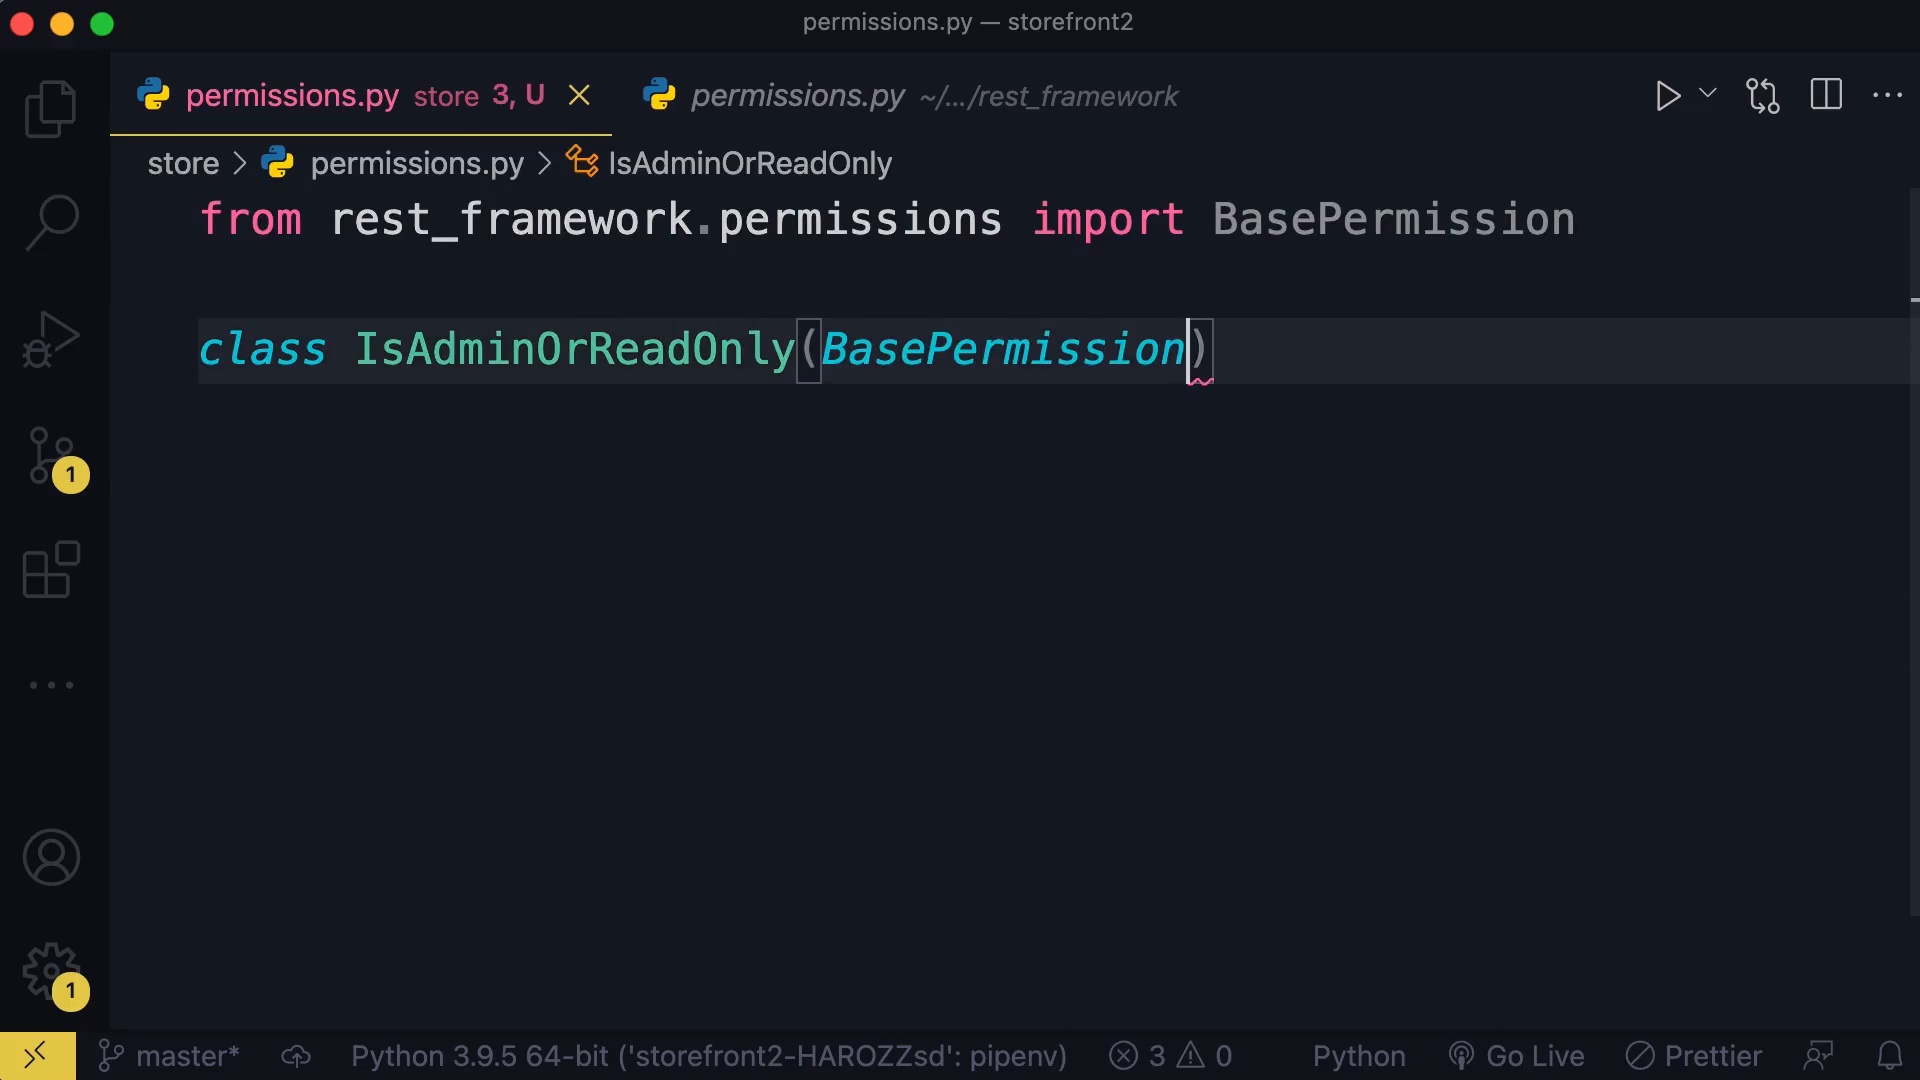 permissions.py — storefront2
permissions.py store 3, U permissions.py ~/.../rest_framework
store > permissions.py > IsAdminOrReadOnly
from rest_framework.permissions import BasePermission
class IsAdminOrReadOnly(BasePermission)
1
1
master* Python 3.9.5 64-bit ('storefront2-HAROZZsd': pipenv) 3 0 Python Go Live Prettier